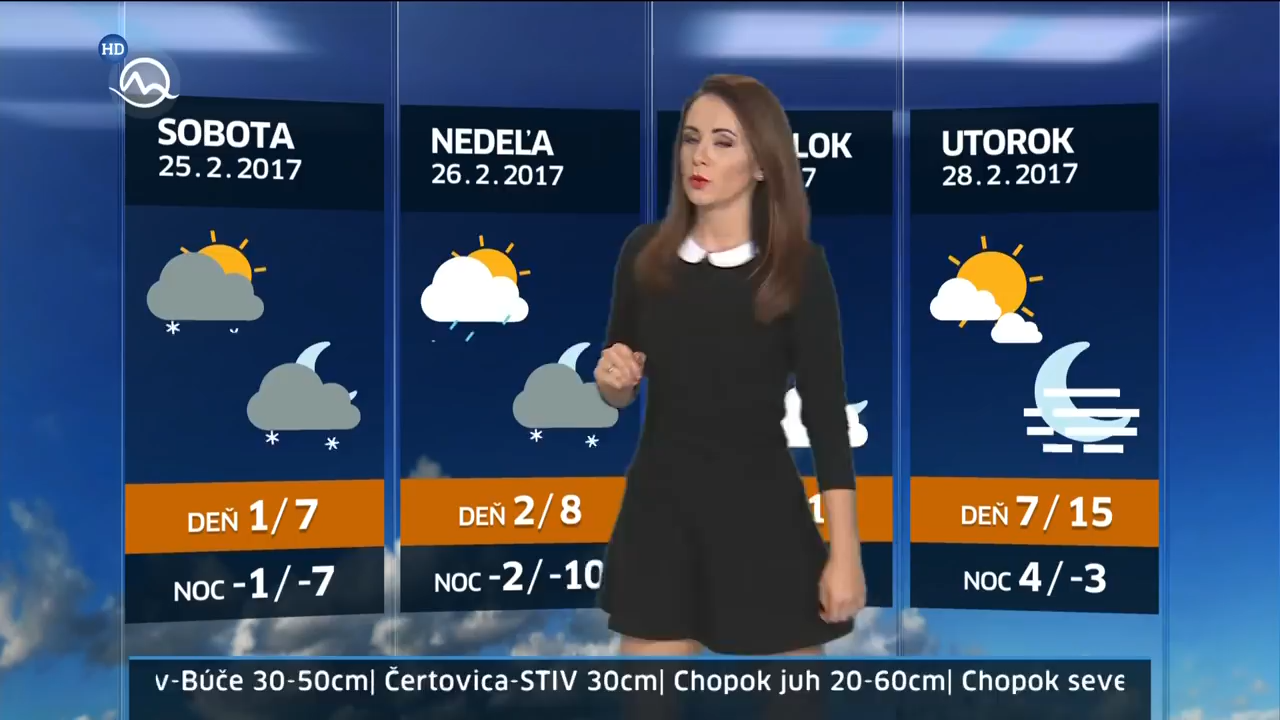 HD
SOBOTA
25.2.2017
DEŇ 1/7
NOC -1/-7
NEDEĽA
26.2.2017
DEŇ 2/8
NOC -2/-10
LOK
7
1
UTOROK
28.2.2017
DEŇ 7/15
NOC 4/-3
v-Búče 30-50cm| Čertovica-STIV 30cm| Chopok juh 20-60cm| Chopok seve